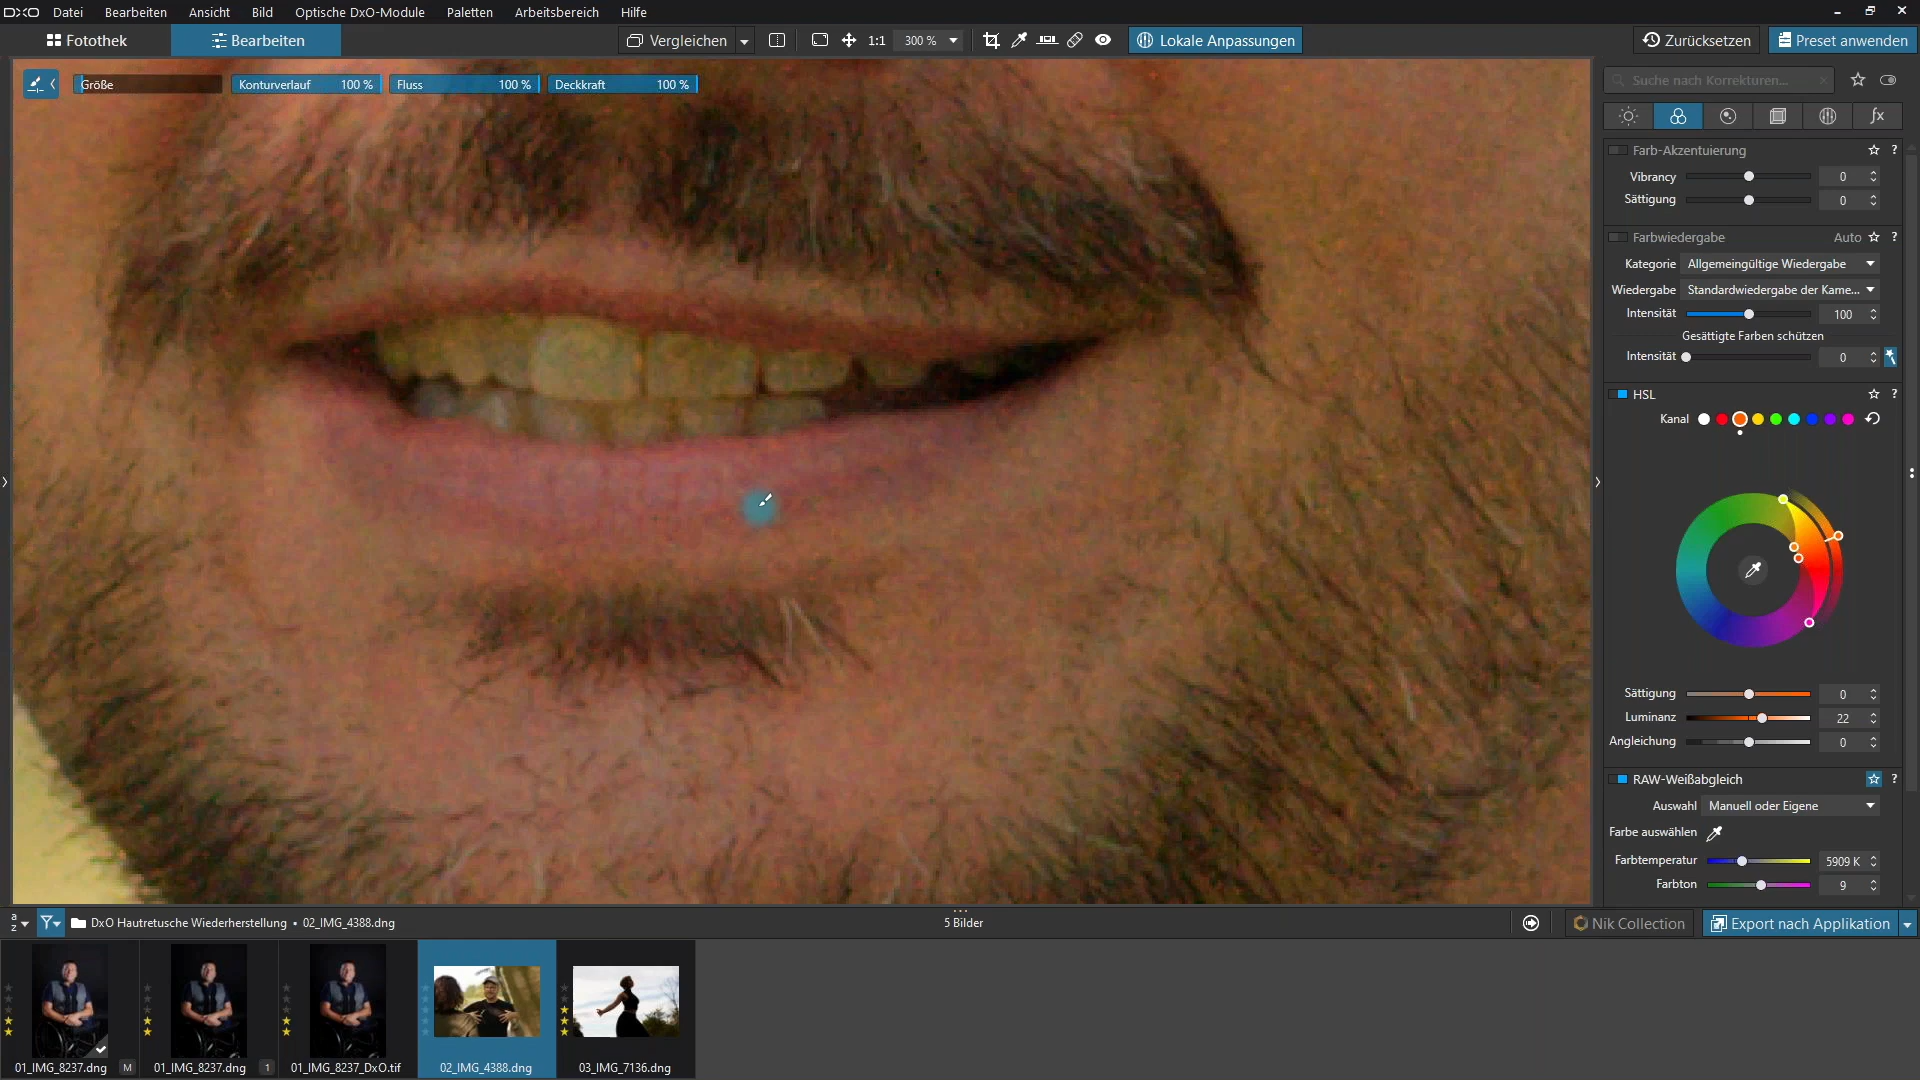 DXO Datei Bearbeiten Ansicht Bild Optische DxO-Module Paletten Arbeitsbereich Hilfe
Fotothek Bearbeiten Vergleichen 1:1 300 % Lokale Anpassungen Zurücksetzen Preset anwenden
Größe Konturverlauf 100 % Fluss 100 % Deckkraft 100 %
Suche nach Korrekturen...
fx
Farb-Akzentuierung ?
Vibrancy 0
Sättigung 0
Farbwiedergabe Auto ?
Kategorie Allgemeingültige Wiedergabe
Wiedergabe Standardwiedergabe der Kame...
Intensität 100
Gesättigte Farben schützen
Intensität 0
HSL ?
Kanal
Sättigung 0
Luminanz 22
Angleichung 0
RAW-Weißabgleich ?
Auswahl Manuell oder Eigene
Farbe auswählen
Farbtemperatur 5909 K
Farbton 9
a z DxO Hautretusche Wiederherstellung • 02_IMG_4388.dng 5 Bilder Nik Collection Export nach Applikation
01_IMG_8237.dng M 01_IMG_8237.dng 1 01_IMG_8237_DxO.tif 02_IMG_4388.dng 03_IMG_7136.dng